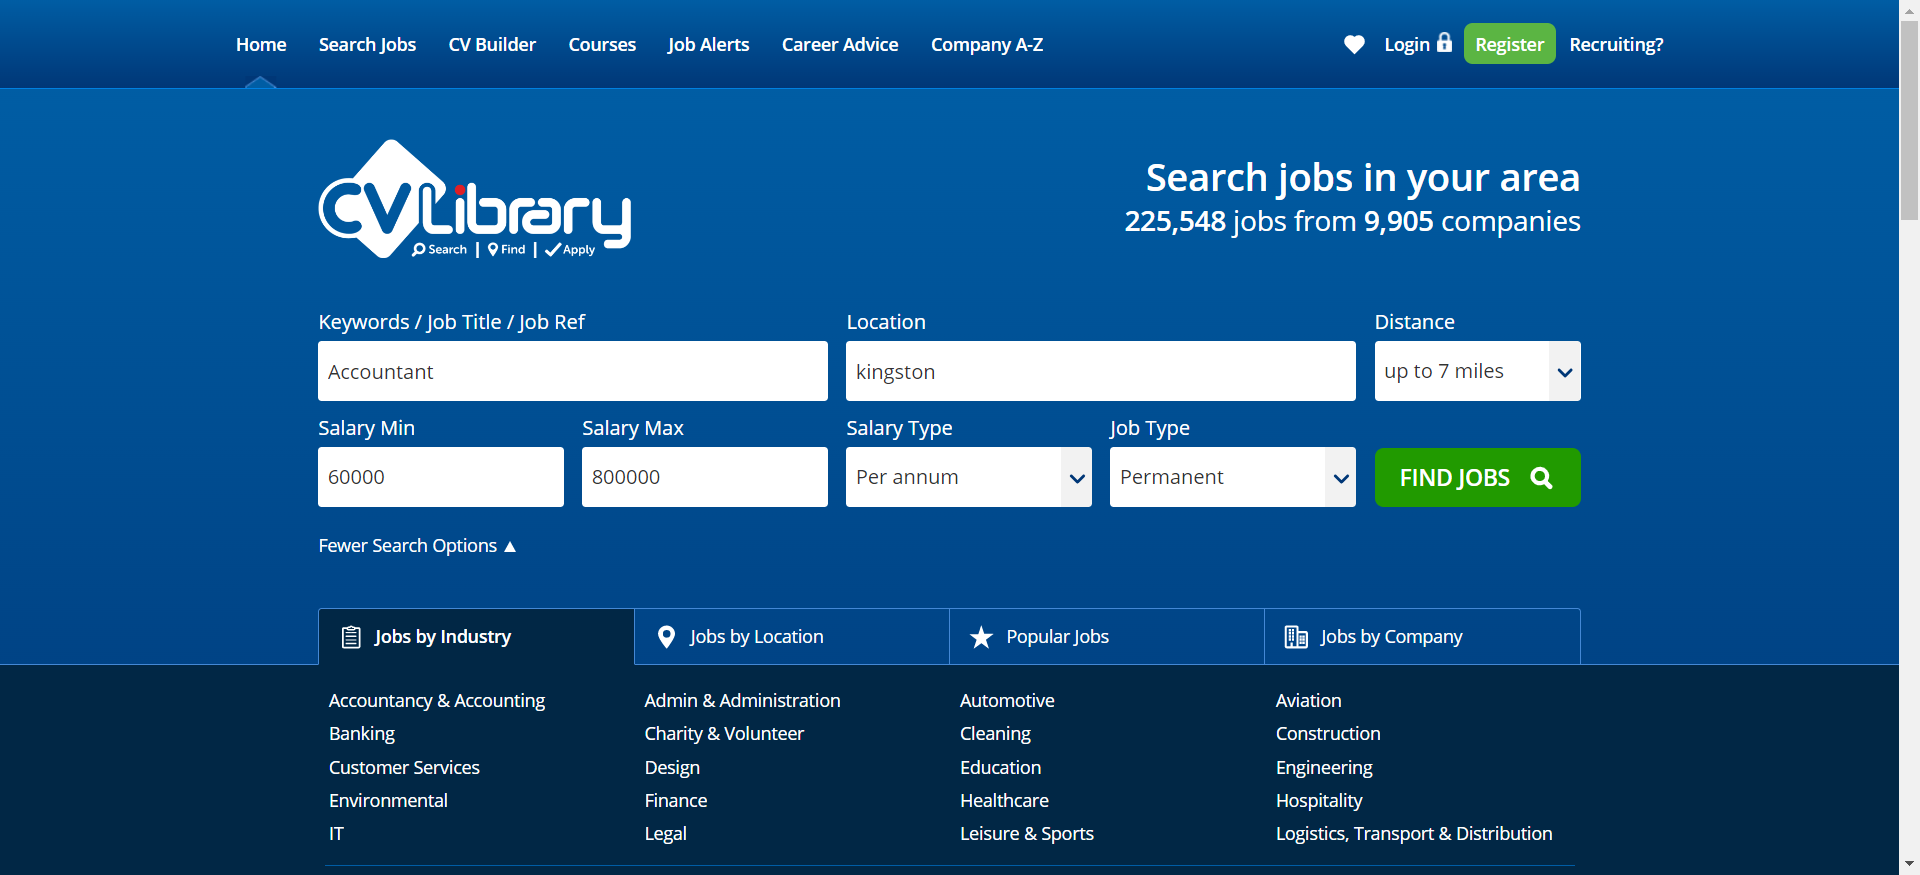 Home Search Jobs CV Builder Courses Job Alerts Career Advice Company A-Z Login Register Recruiting?
CV Library
Search | Find | Apply
Search jobs in your area
225,548 jobs from 9,905 companies
Keywords / Job Title / Job Ref Location Distance
Accountant kingston up to 7 miles
Salary Min Salary Max Salary Type Job Type
60000 800000 Per annum Permanent FIND JOBS
Fewer Search Options ▲
Jobs by Industry Jobs by Location Popular Jobs Jobs by Company
Accountancy & Accounting Admin & Administration Automotive Aviation
Banking Charity & Volunteer Cleaning Construction
Customer Services Design Education Engineering
Environmental Finance Healthcare Hospitality
IT Legal Leisure & Sports Logistics, Transport & Distribution